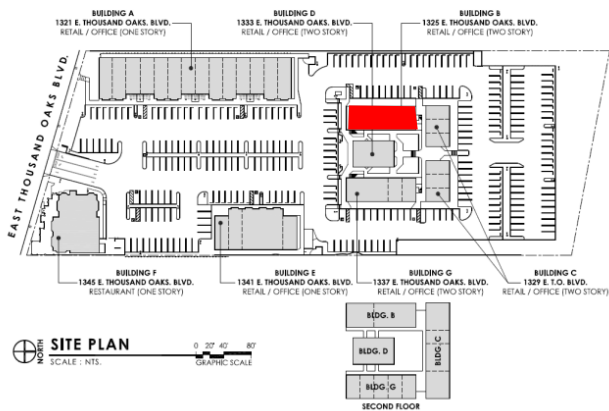 BUILDING A
1321 E. THOUSAND OAKS. BLVD.
RETAIL / OFFICE (ONE STORY)
BUILDING D
1333 E. THOUSAND OAKS. BLVD.
RETAIL / OFFICE (TWO STORY)
BUILDING B
1325 E. THOUSAND OAKS. BLVD.
RETAIL / OFFICE (TWO STORY)
EAST THOUSAND OAKS BLVD.
BUILDING F
1345 E. THOUSAND OAKS. BLVD.
RESTAURANT (ONE STORY)
BUILDING E
1341 E. THOUSAND OAKS. BLVD.
RETAIL / OFFICE (ONE STORY)
BUILDING G
1337 E. THOUSAND OAKS. BLVD.
RETAIL / OFFICE (TWO STORY)
BUILDING C
1329 E. T.O. BLVD.
RETAIL / OFFICE (TWO STORY)
NORTH
SITE PLAN
SCALE : NTS.
0 20' 40' 80'
GRAPHIC SCALE
BLDG. B
BLDG. C
BLDG. D
BLDG. G
SECOND FLOOR